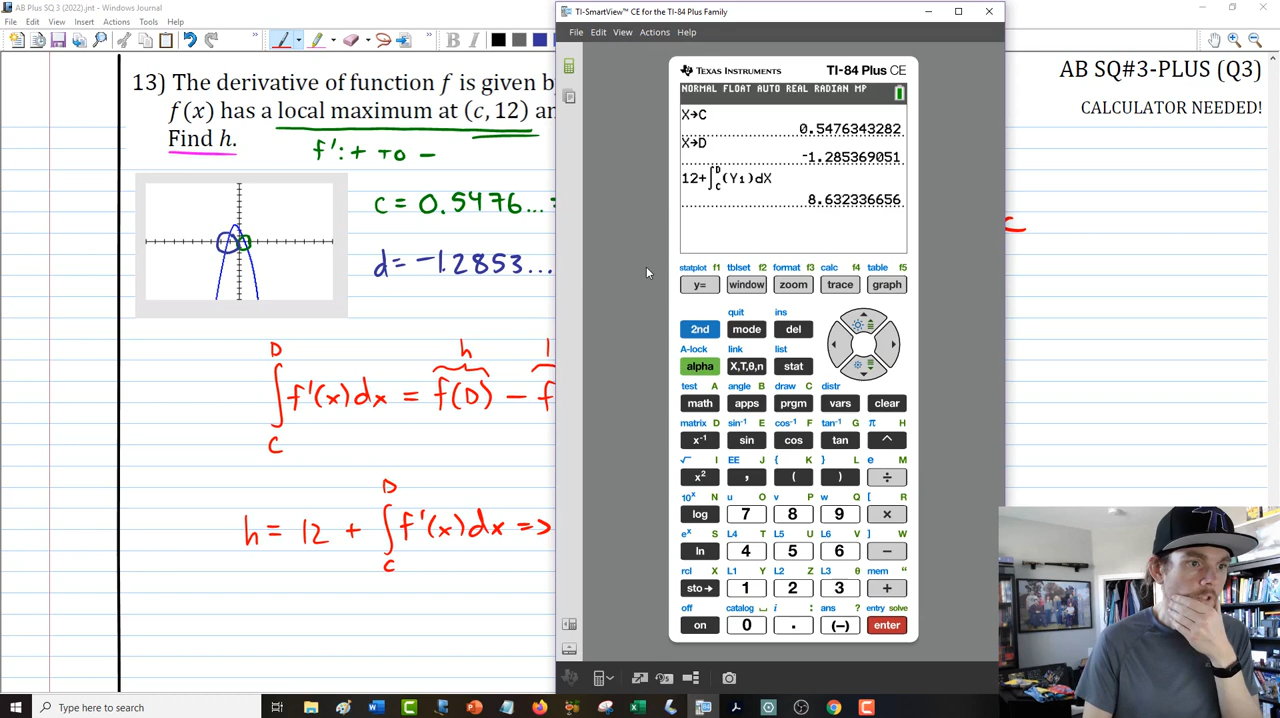 AB Plus SQ 3 (2022).jnt - Windows Journal
File Edit View Insert Actions Tools Help
B I
13) The derivative of function f is given b
f(x) has a local maximum at (c, 12) an
Find h.
f': + TO -
c = 0.5476...
d = -1.2853...
D
∫ f'(x)dx = f(D) - f
C
h
h = 12 + ∫ f'(x)dx =>
D
C
TI-SmartView™ CE for the TI-84 Plus Family
File Edit View Actions Help
TEXAS INSTRUMENTS TI-84 Plus CE
NORMAL FLOAT AUTO REAL RADIAN MP
X→C
0.5476343282
X→D
-1.285369051
12+∫ᴰc(Y1)dX
8.632336656
statplot f1 tblset f2 format f3 calc f4 table f5
y= window zoom trace graph
quit ins
2nd mode del
A-lock link list
alpha X,T,θ,n stat
test A angle B draw C distr
math apps prgm vars clear
matrix D sin⁻¹ E cos⁻¹ F tan⁻¹ G π H
x⁻¹ sin cos tan ^
√ I EE J { K } L e M
x² , ( ) ÷
10ˣ N u O v P w Q [ R
log 7 8 9 ×
eˣ S L4 T L5 U L6 V ] W
ln 4 5 6 −
rcl X L1 Y L2 Z L3 θ mem "
sto→ 1 2 3 +
off catalog i : ans ? entry solve
on 0 . (−) enter
AB SQ#3-PLUS (Q3)
CALCULATOR NEEDED!
c
Type here to search